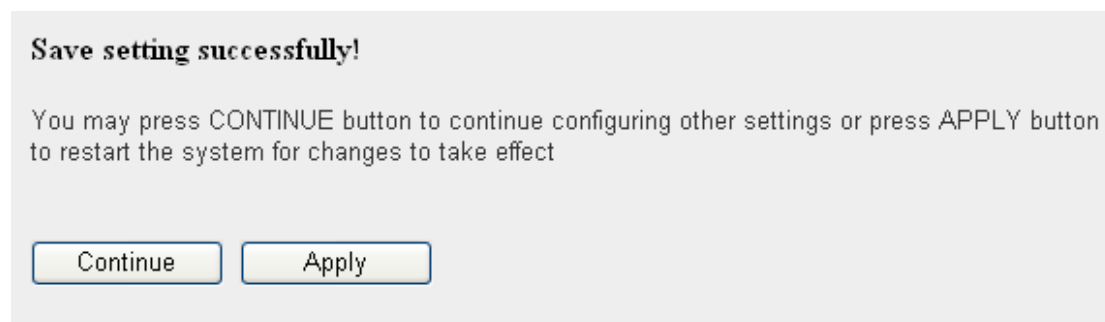 Save setting successfully!
You may press CONTINUE button to continue configuring other settings or press APPLY button
to restart the system for changes to take effect
Continue Apply